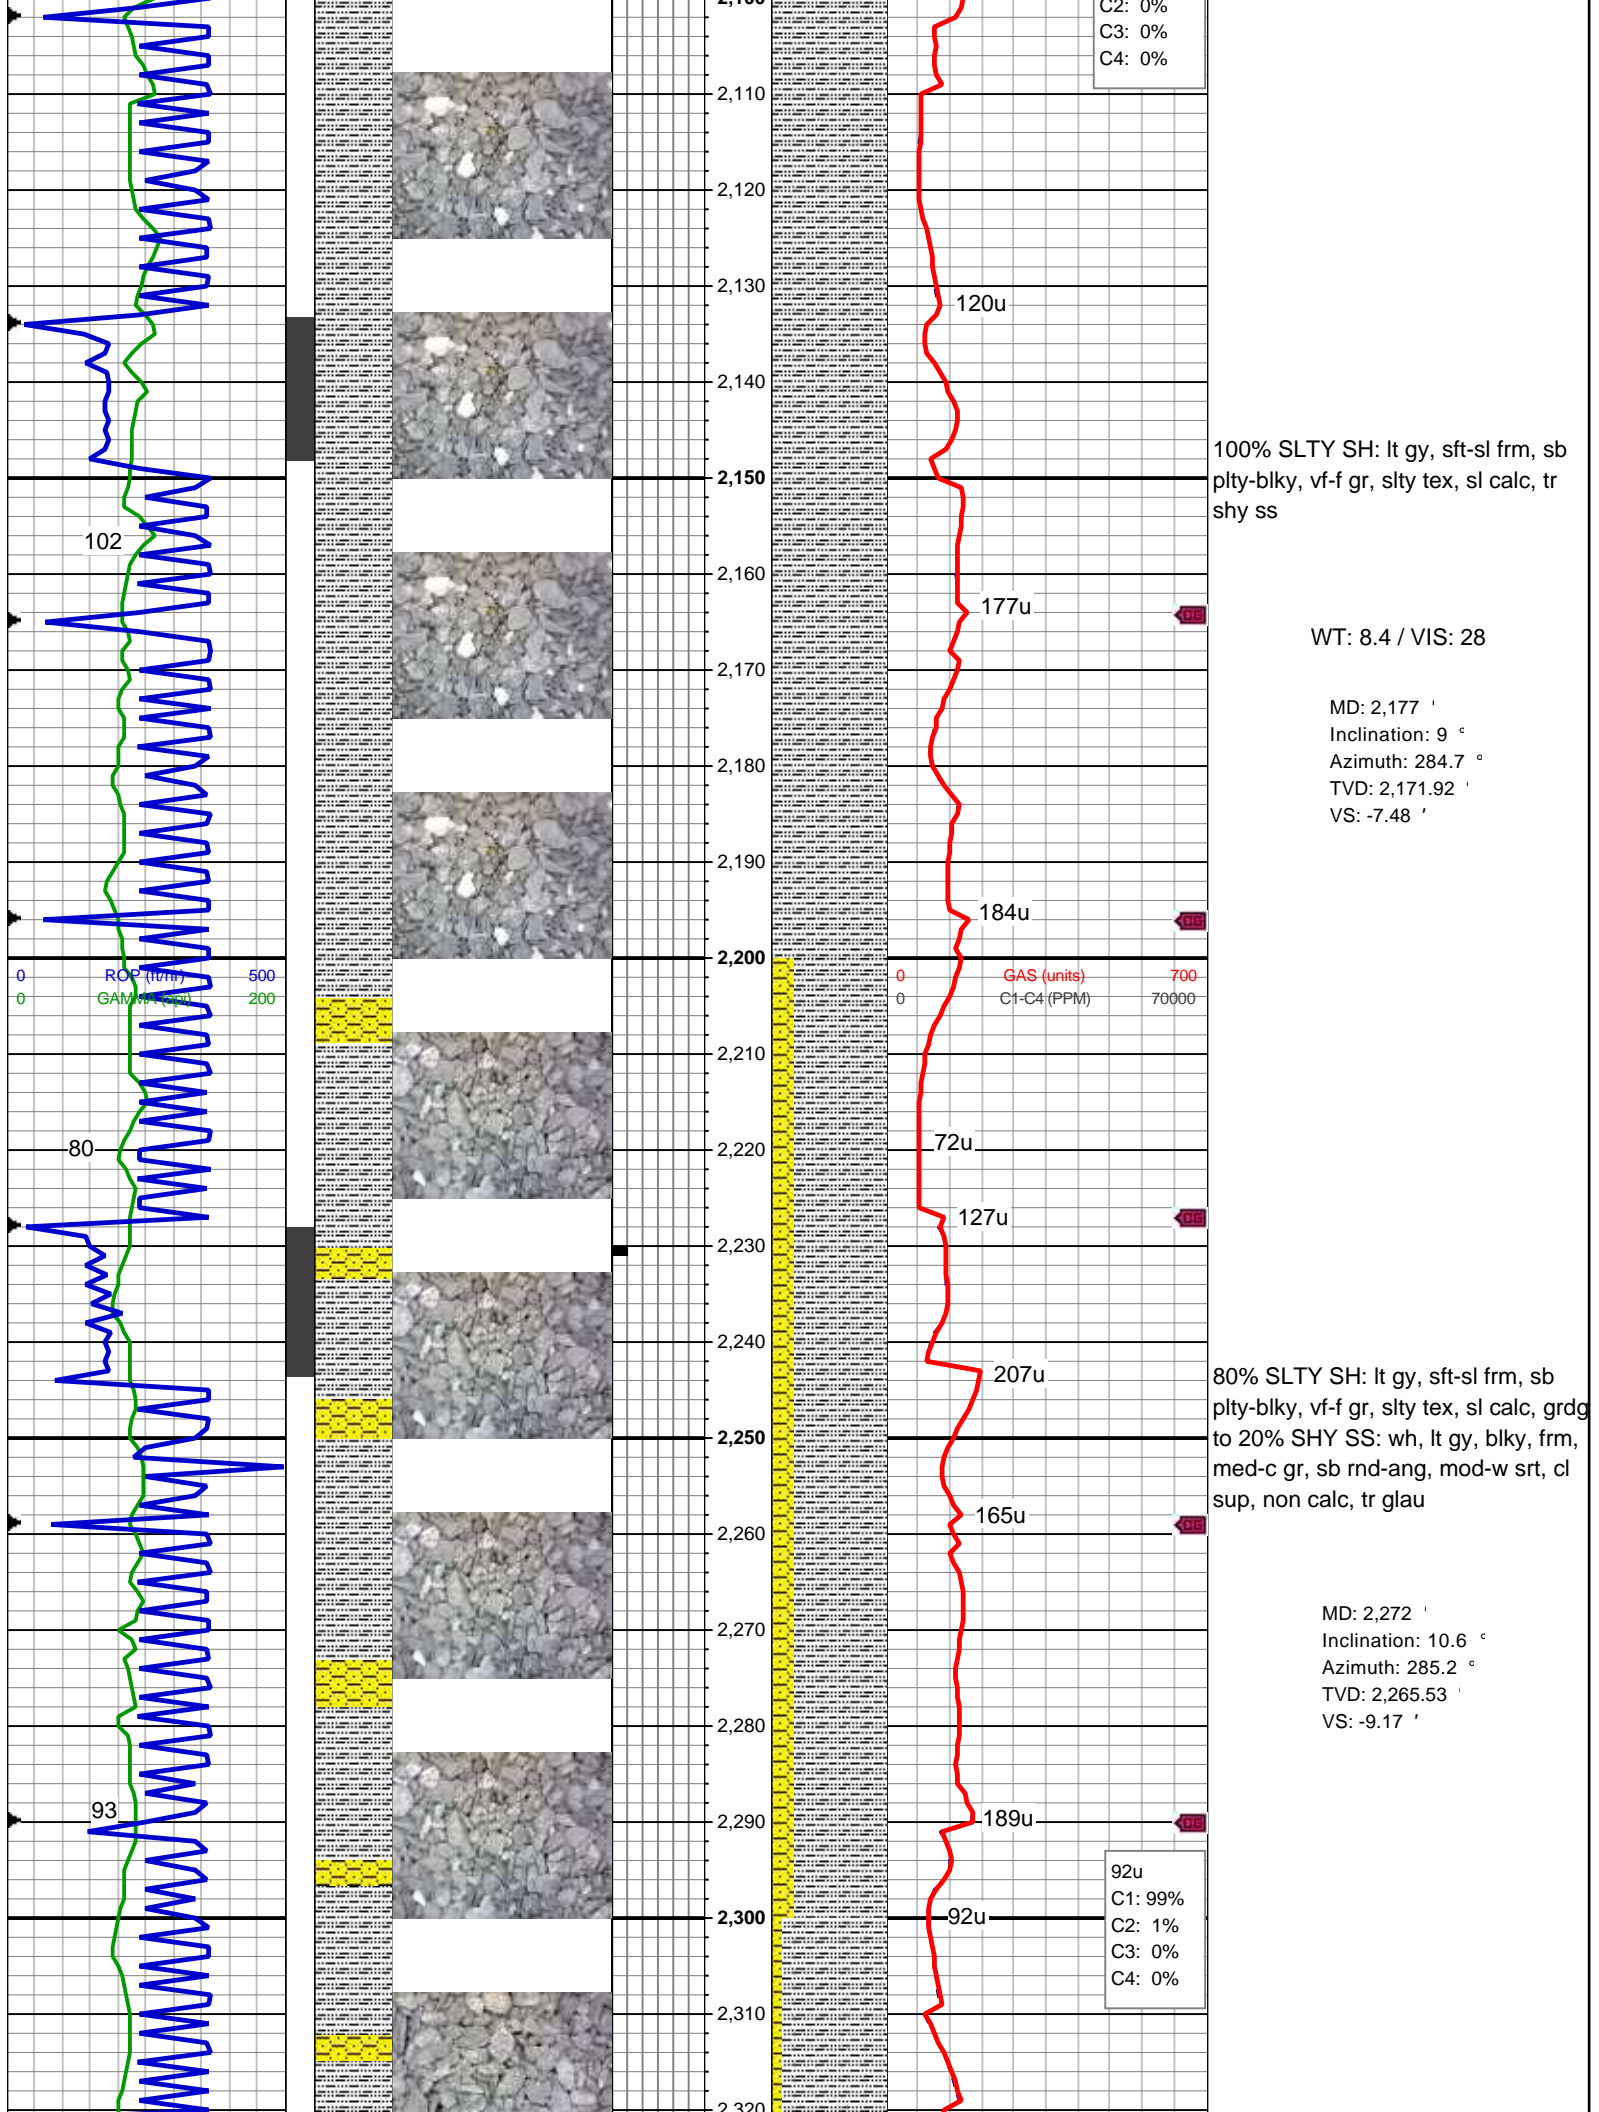 C2: 0%
C3: 0%
C4: 0%
2,110
2,120
2,130
120u
2,140
100% SLTY SH: lt gy, sft-sl frm, sb
plty-blky, vf-f gr, slty tex, sl calc, tr
shy ss
2,150
102
2,160
177u
CG
WT: 8.4 / VIS: 28
2,170
MD: 2,177 '
Inclination: 9 °
Azimuth: 284.7 °
TVD: 2,171.92 '
VS: -7.48 '
2,180
2,190
184u
CG
2,200
0 ROP (ft/hr) 500
0 GAMMA (api) 200
0 GAS (units) 700
0 C1-C4 (PPM) 70000
2,210
80
2,220
72u
127u
CG
2,230
2,240
207u
80% SLTY SH: lt gy, sft-sl frm, sb
plty-blky, vf-f gr, slty tex, sl calc, grdg
to 20% SHY SS: wh, lt gy, blky, frm,
med-c gr, sb rnd-ang, mod-w srt, cl
sup, non calc, tr glau
2,250
165u
CG
2,260
2,270
MD: 2,272 '
Inclination: 10.6 °
Azimuth: 285.2 °
TVD: 2,265.53 '
VS: -9.17 '
2,280
93
2,290
189u
CG
92u
C1: 99%
C2: 1%
C3: 0%
C4: 0%
2,300
92u
2,310
2,320